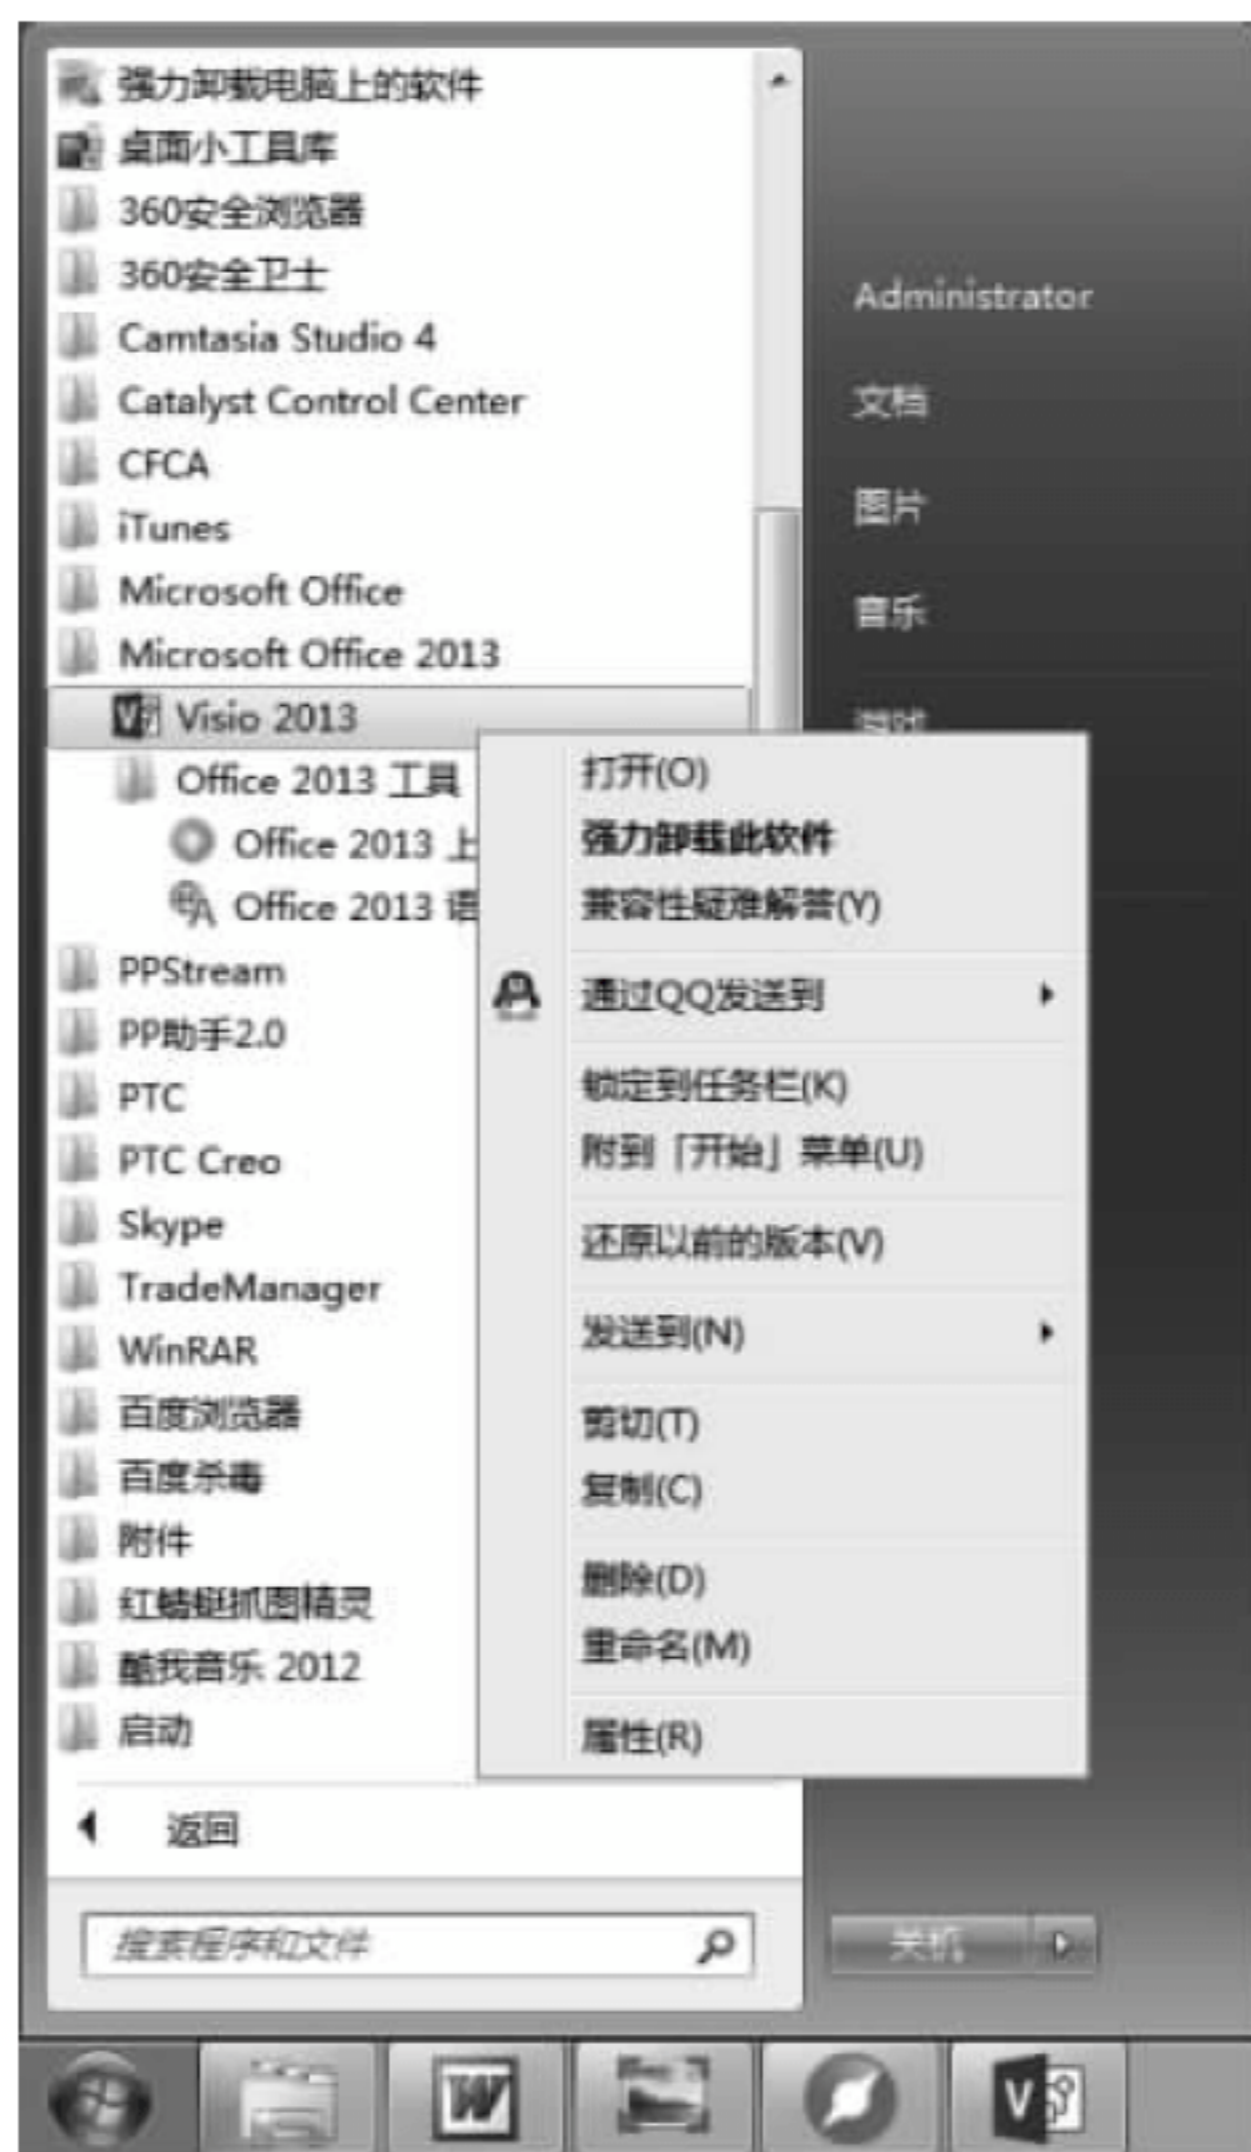 强力卸载电脑上的软件
桌面小工具库
360安全浏览器
360安全卫士
Camtasia Studio 4
Catalyst Control Center
CFCA
iTunes
Microsoft Office
Microsoft Office 2013
Visio 2013
Office 2013 工具
Office 2013 上
Office 2013 语
PPStream
PP助手2.0
PTC
PTC Creo
Skype
TradeManager
WinRAR
百度浏览器
百度杀毒
附件
红蜻蜓抓图精灵
酷我音乐 2012
启动
返回
搜索程序和文件
Administrator
文档
图片
音乐
游戏
打开(O)
强力卸载此软件
兼容性疑难解答(Y)
通过QQ发送到
锁定到任务栏(K)
附到「开始」菜单(U)
还原以前的版本(V)
发送到(N)
剪切(T)
复制(C)
删除(D)
重命名(M)
属性(R)
关机